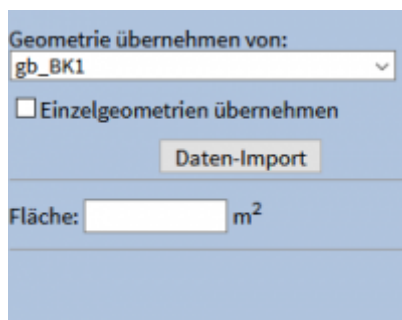 Geometrie übernehmen von:
gb_BK1
Einzelgeometrien übernehmen
Daten-Import
Fläche: m²